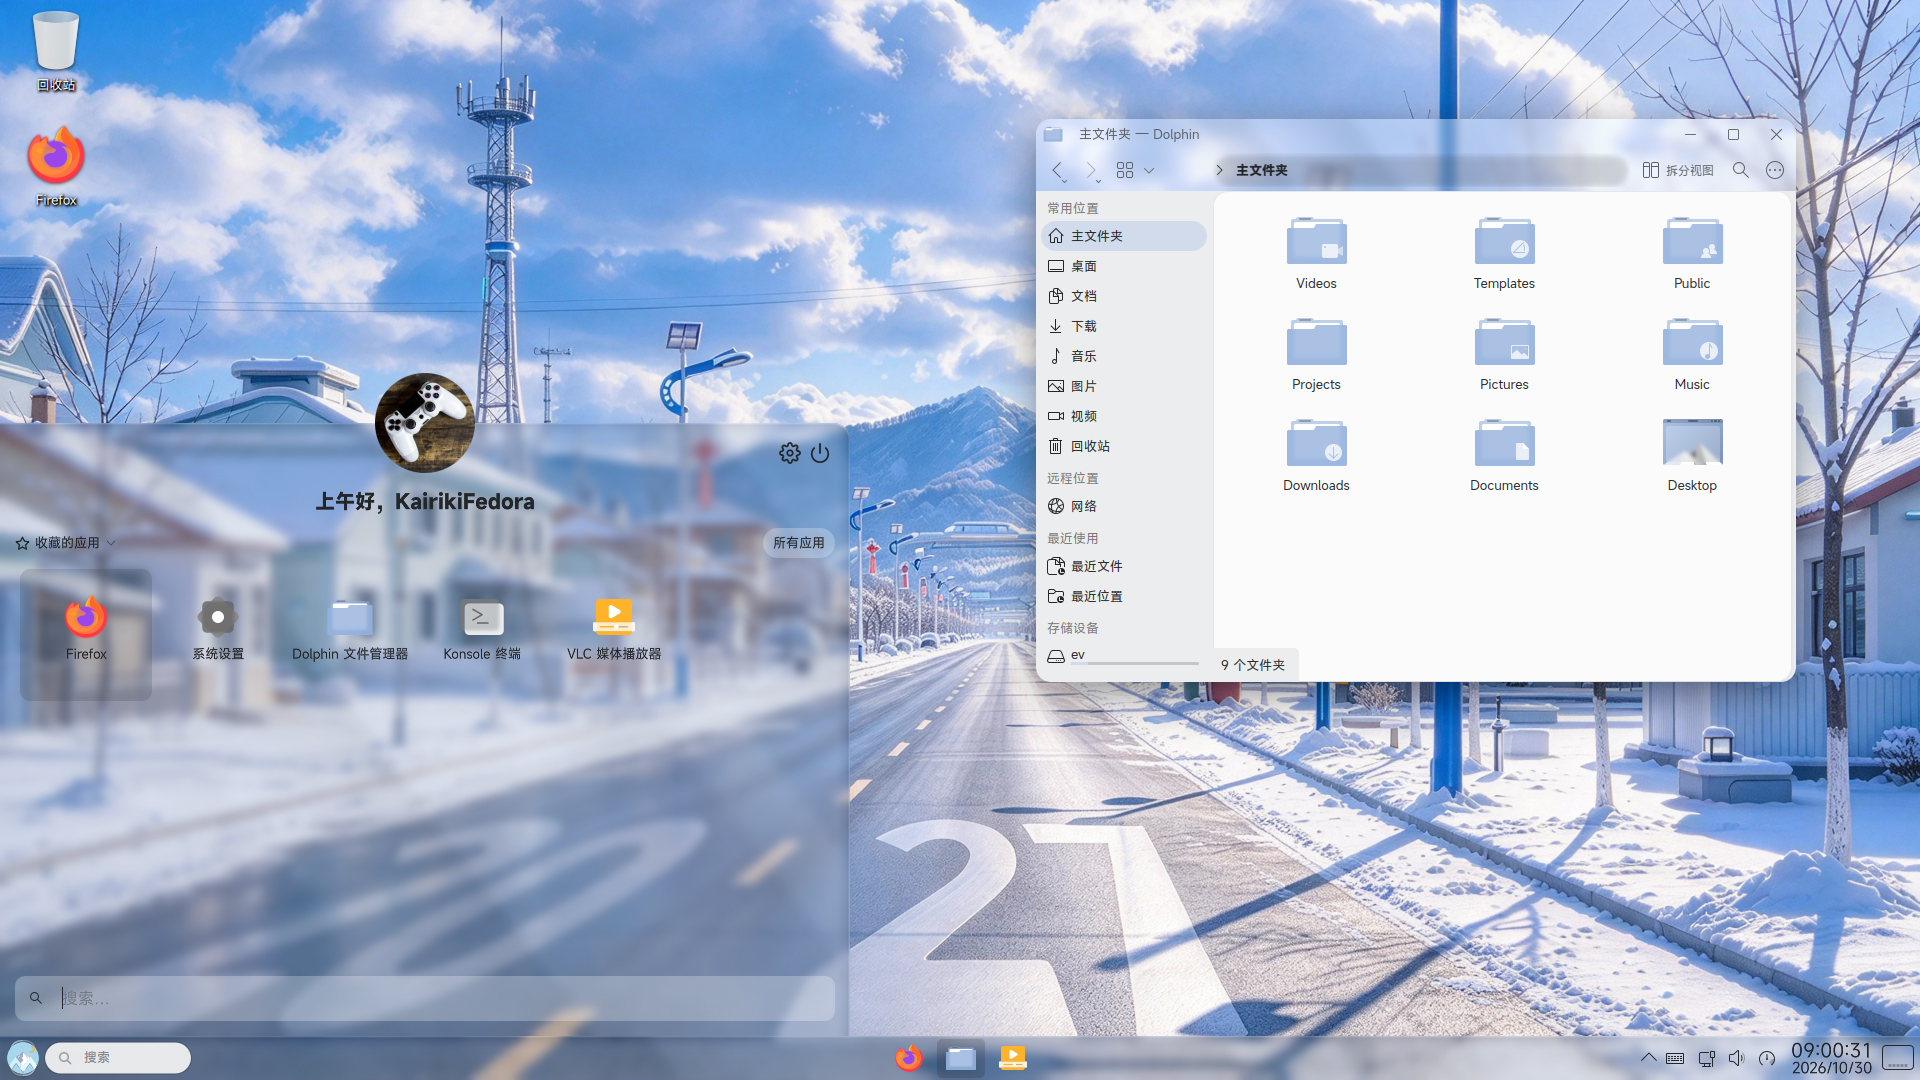 回收站
Firefox
上午好，KairikiFedora
收藏的应用
所有应用
Firefox
系统设置
Dolphin 文件管理器
Konsole 终端
VLC 媒体播放器
搜索...
主文件夹 — Dolphin
主文件夹
拆分视图
常用位置
主文件夹
桌面
文档
下载
音乐
图片
视频
回收站
远程位置
网络
最近使用
最近文件
最近位置
存储设备
ev
Videos
Templates
Public
Projects
Pictures
Music
Downloads
Documents
Desktop
9 个文件夹
2027
搜索
09:00:31
2026/10/30